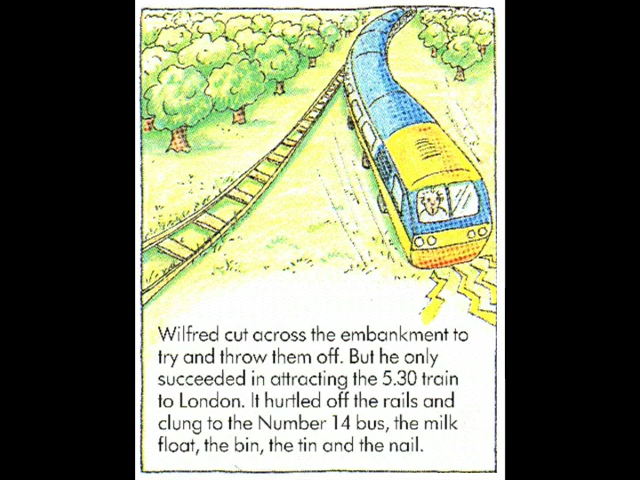 Wilfred cut across the embankment to
try and throw them off. But he only
succeeded in attracting the 5.30 train
to London. It hurtled off the rails and
clung to the Number 14 bus, the milk
float, the bin, the tin and the nail.